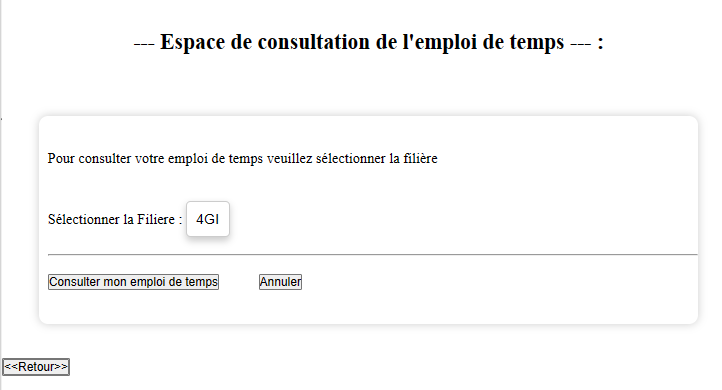 --- Espace de consultation de l'emploi de temps --- :
Pour consulter votre emploi de temps veuillez sélectionner la filière
Sélectionner la Filiere : 4GI
Consulter mon emploi de temps Annuler
<<Retour>>